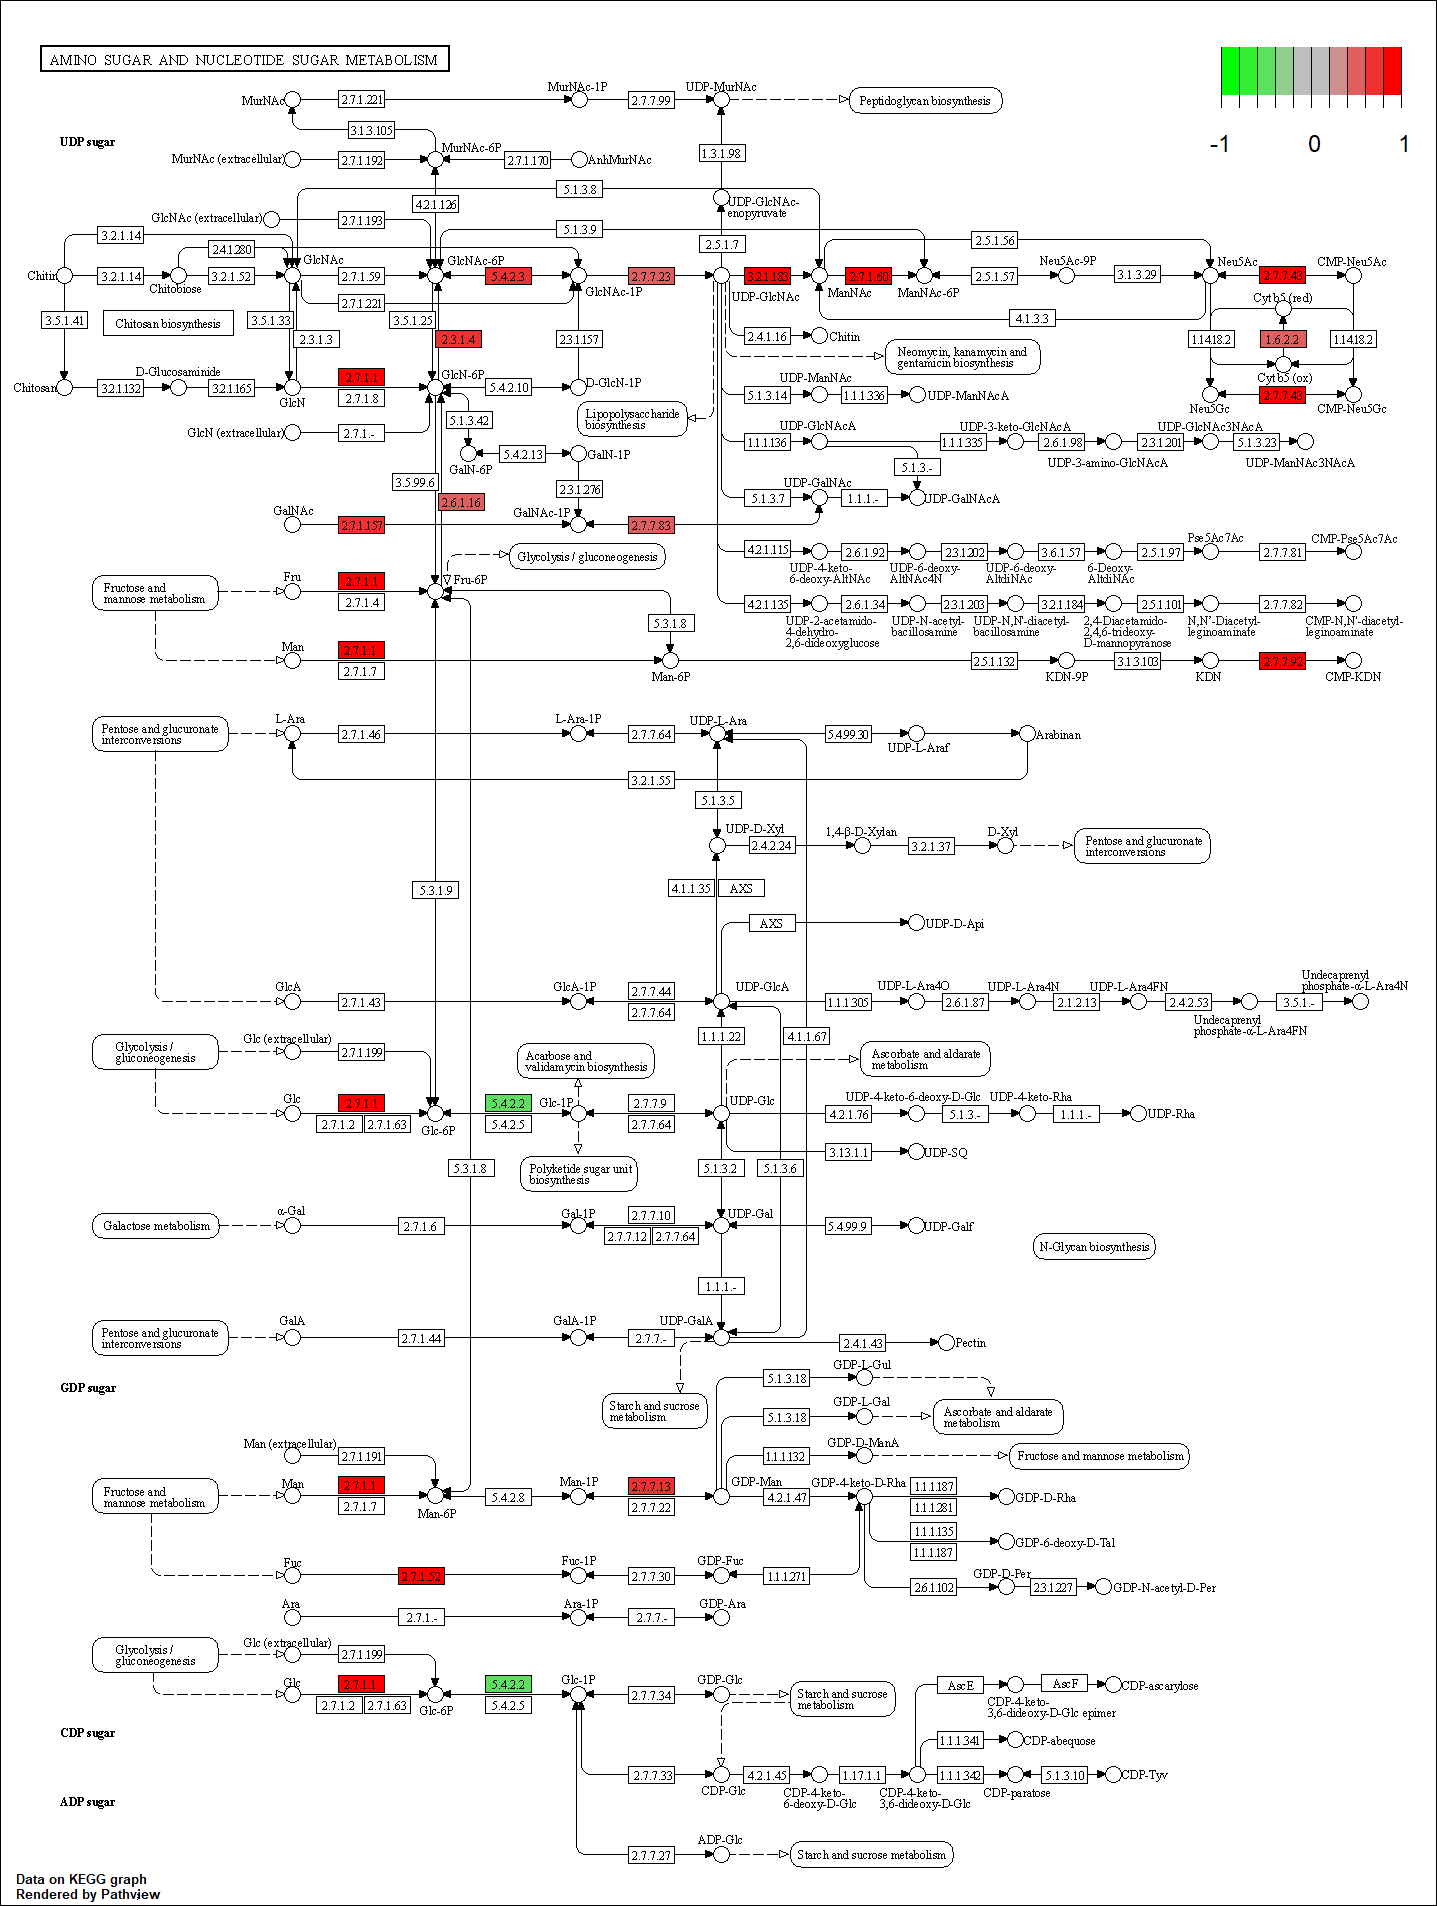 AMINO SUGAR AND NUCLEOTIDE SUGAR METABOLISM
-1 0 1
MurNAc 2.7.1.221 MurNAc-1P 2.7.7.99 UDP-MurNAc Peptidoglycan biosynthesis
3.1.3.105
UDP sugar
MurNAc (extracellular) 2.7.1.192 MurNAc-6P 2.7.1.170 AnhMurNAc 1.3.1.98
5.1.3.8
4.2.1.126 UDP-GlcNAc-
enopyruvate
GlcNAc (extracellular) 2.7.1.193
3.2.1.14 5.1.3.9 2.5.1.7 2.5.1.56
2.4.1.280
GlcNAc GlcNAc-6P Neu5Ac-9P Neu5Ac CMP-Neu5Ac
Chitin 3.2.1.14 3.2.1.52 2.7.1.59 5.4.2.3 2.7.7.23 3.2.1.183 2.7.1.60 2.5.1.57 3.1.3.29 2.7.7.43
Chitobiose GlcNAc-1P UDP-GlcNAc ManNAc ManNAc-6P
2.7.1.221 Cytb5 (red)
3.5.1.41 Chitosan biosynthesis 3.5.1.33 3.5.1.25 4.1.3.3
2.3.1.3 2.3.1.4 2.3.1.157 2.4.1.16 Chitin 1.14.18.2 1.6.2.2 1.14.18.2
Neomycin, kanamycin and
gentamicin biosynthesis
D-Glucosaminide 2.7.1.1 GlcN-6P UDP-ManNAc Cytb5 (ox)
Chitosan 3.2.1.132 3.2.1.165 GlcN 2.7.1.8 5.4.2.10 D-GlcN-1P 5.1.3.14 1.1.1.336 UDP-ManNAcA 2.7.7.43
Neu5Gc CMP-Neu5Gc
Lipopolysaccharide
biosynthesis
5.1.3.42
GlcN (extracellular) 2.7.1.- UDP-GlcNAcA UDP-3-keto-GlcNAcA UDP-GlcNAc3NAcA
1.1.1.136 1.1.1.335 2.6.1.98 2.3.1.201 5.1.3.23
GalN-6P 5.4.2.13 GalN-1P UDP-3-amino-GlcNAcA UDP-ManNAc3NAcA
5.1.3.-
3.5.99.6 2.3.1.276 UDP-GalNAc
2.6.1.16 5.1.3.7 1.1.1.- UDP-GalNAcA
GalNAc 2.7.1.157 GalNAc-1P 2.7.7.83
Glycolysis / gluconeogenesis 4.2.1.115 2.6.1.92 2.3.1.202 3.6.1.57 2.5.1.97 Pse5Ac7Ac 2.7.7.81 CMP-Pse5Ac7Ac
UDP-4-keto-
6-deoxy-AltNAc
UDP-6-deoxy-
AltNAc4N
UDP-6-deoxy-
AltdiNAc
6-Deoxy-
AltdiNAc
Fructose and
mannose metabolism
Fru 2.7.1.1 Fru-6P
2.7.1.4 4.2.1.135 2.6.1.34 2.3.1.203 3.2.1.184 2.5.1.101 2.7.7.82
UDP-2-acetamido-
4-dehydro-
2,6-dideoxyglucose
UDP-N-acetyl-
bacillosamine
UDP-N,N'-diacetyl-
bacillosamine
2,4-Diacetamido-
2,4,6-trideoxy-
D-mannopyranose
N,N'-Diacetyl-
leginoaminate
CMP-N,N'-diacetyl-
leginoaminate
5.3.1.8
Man 2.7.1.1 2.5.1.132 3.1.3.103 2.7.7.92
2.7.1.7 Man-6P KDN-9P KDN CMP-KDN
Pentose and glucuronate
interconversions
L-Ara 2.7.1.46 L-Ara-1P 2.7.7.64 UDP-L-Ara 5.4.99.30 UDP-L-Araf Arabinan
3.2.1.55
5.1.3.5
UDP-D-Xyl 2.4.2.24 1,4-β-D-Xylan 3.2.1.37 D-Xyl
Pentose and glucuronate
interconversions
5.3.1.9 4.1.1.35 AXS
AXS UDP-D-Api
GlcA 2.7.1.43 GlcA-1P 2.7.7.44 UDP-GlcA
2.7.7.64
1.1.1.305 UDP-L-Ara4O 2.6.1.87 UDP-L-Ara4N 2.1.2.13 UDP-L-Ara4FN 2.4.2.53 3.5.1.-
Undecaprenyl
phosphate-α-L-Ara4N
Undecaprenyl
phosphate-α-L-Ara4FN
Glycolysis /
gluconeogenesis
Glc (extracellular) 2.7.1.199
Acarbose and
validamycin biosynthesis
1.1.1.22 4.1.1.67
Ascorbate and aldarate
metabolism
Glc 2.7.1.1 5.4.2.2 Glc-1P 2.7.7.9 UDP-Glc UDP-4-keto-6-deoxy-D-Glc UDP-4-keto-Rha
2.7.1.2 2.7.1.63 Glc-6P 5.4.2.5 2.7.7.64 4.2.1.76 5.1.3.- 1.1.1.- UDP-Rha
3.13.1.1 UDP-SQ
5.3.1.8
Polyketide sugar unit
biosynthesis
5.1.3.2 5.1.3.6
Galactose metabolism α-Gal 2.7.1.6 Gal-1P 2.7.7.10 UDP-Gal 5.4.99.9 UDP-Galf
2.7.7.12 2.7.7.64
N-Glycan biosynthesis
1.1.1.-
Pentose and glucuronate
interconversions
GalA 2.7.1.44 GalA-1P 2.7.7.- UDP-GalA 2.4.1.43 Pectin
GDP sugar
Starch and sucrose
metabolism
5.1.3.18 GDP-L-Gul
5.1.3.18 GDP-L-Gal
Ascorbate and aldarate
metabolism
Man (extracellular) 2.7.1.191 1.1.1.132 GDP-D-ManA Fructose and mannose metabolism
Fructose and
mannose metabolism
Man 2.7.1.1 Man-1P 2.7.7.13 GDP-Man GDP-4-keto-D-Rha 1.1.1.187
2.7.1.7 Man-6P 5.4.2.8 2.7.7.22 4.2.1.47 1.1.1.281 GDP-D-Rha
1.1.1.135
1.1.1.187 GDP-6-deoxy-D-Tal
Fuc 2.7.1.52 Fuc-1P 2.7.7.30 GDP-Fuc 1.1.1.271 2.6.1.102 GDP-D-Per 2.3.1.227 GDP-N-acetyl-D-Per
Ara 2.7.1.- Ara-1P 2.7.7.- GDP-Ara
Glycolysis /
gluconeogenesis
Glc (extracellular) 2.7.1.199
Glc 2.7.1.1 5.4.2.2 Glc-1P 2.7.7.34 GDP-Glc
2.7.1.2 2.7.1.63 Glc-6P 5.4.2.5
Starch and sucrose
metabolism
AscE AscF CDP-ascarylose
CDP-4-keto-
3,6-dideoxy-D-Glc epimer
CDP sugar
1.1.1.341 CDP-abequose
2.7.7.33 CDP-Glc 4.2.1.45 1.17.1.1 1.1.1.342 5.1.3.10 CDP-Tyv
CDP-4-keto-
6-deoxy-D-Glc
CDP-4-keto-
3,6-dideoxy-D-Glc
CDP-paratose
ADP sugar
2.7.7.27 ADP-Glc Starch and sucrose metabolism
Data on KEGG graph
Rendered by Pathview